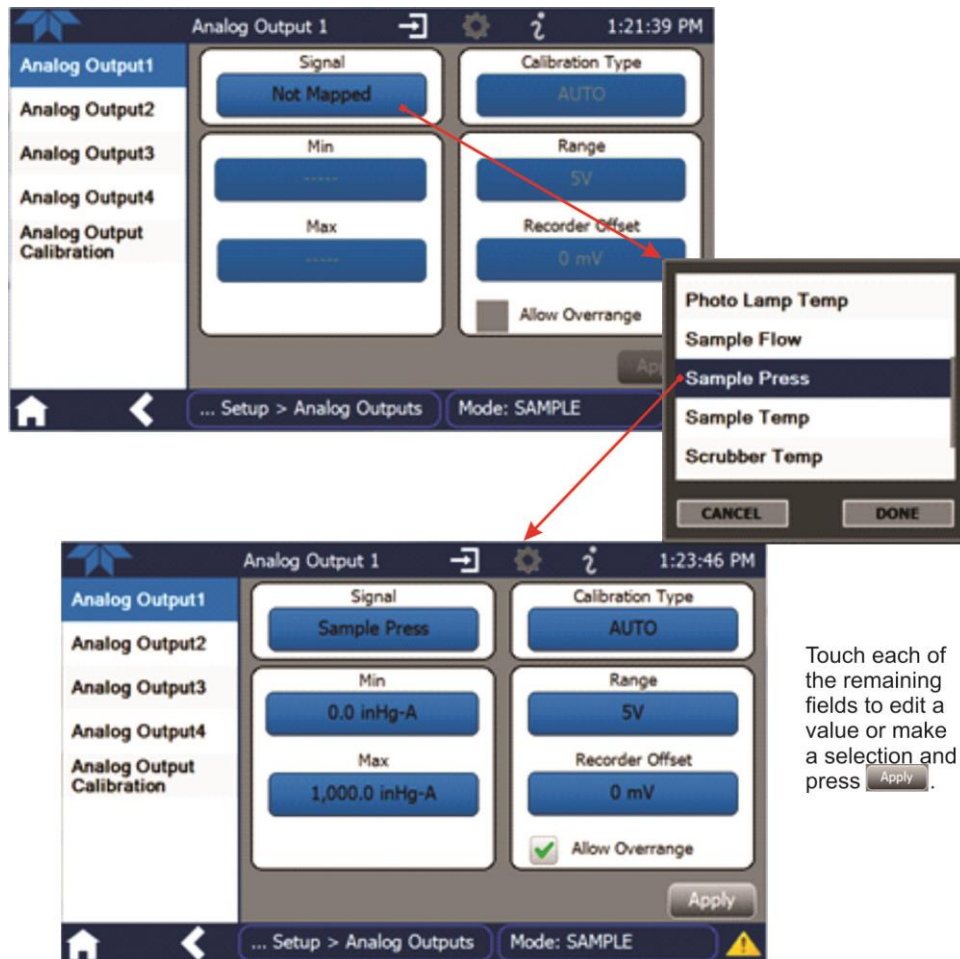 Analog Output 1
1:21:39 PM
Analog Output1
Analog Output2
Analog Output3
Analog Output4
Analog Output
Calibration
Signal
Not Mapped
Min
-----
Max
-----
Calibration Type
AUTO
Range
5V
Recorder Offset
0 mV
Allow Overrange
... Setup > Analog Outputs
Mode: SAMPLE
Photo Lamp Temp
Sample Flow
Sample Press
Sample Temp
Scrubber Temp
CANCEL
DONE
Analog Output 1
1:23:46 PM
Analog Output1
Analog Output2
Analog Output3
Analog Output4
Analog Output
Calibration
Signal
Sample Press
Min
0.0 inHg-A
Max
1,000.0 inHg-A
Calibration Type
AUTO
Range
5V
Recorder Offset
0 mV
Allow Overrange
Apply
... Setup > Analog Outputs
Mode: SAMPLE
Touch each of
the remaining
fields to edit a
value or make
a selection and
press Apply .